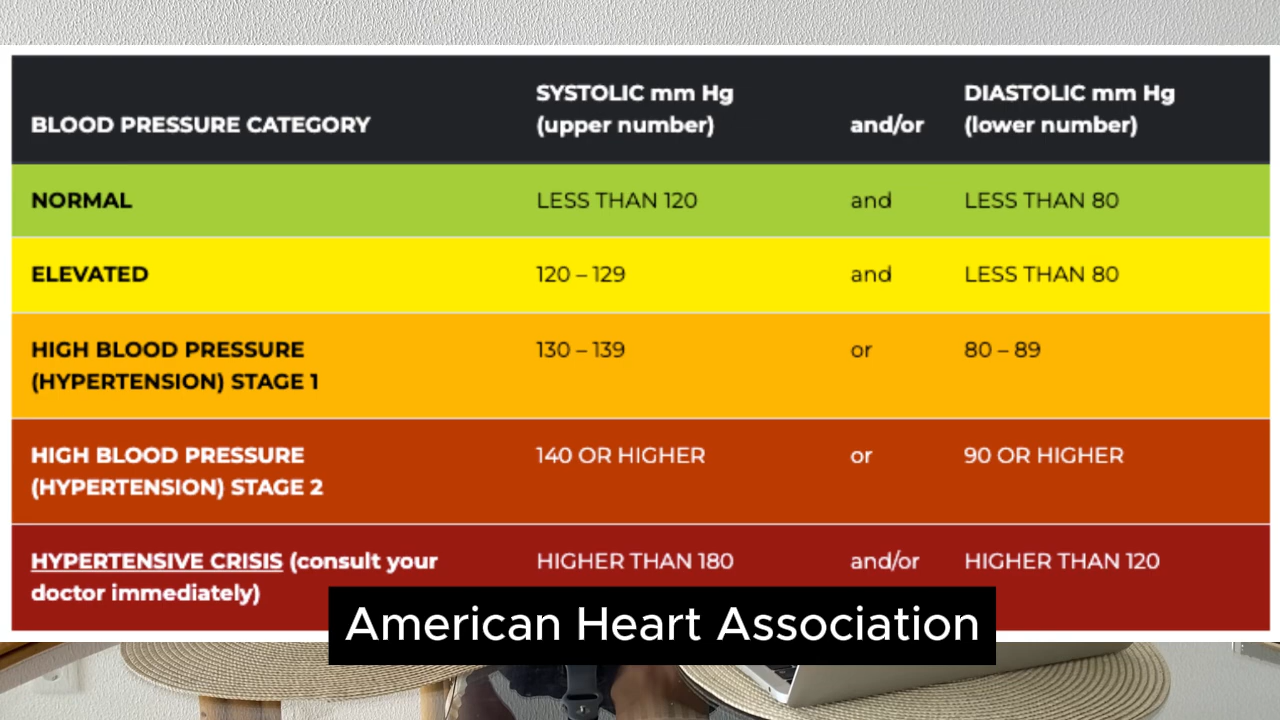 BLOOD PRESSURE CATEGORY
SYSTOLIC mm Hg
(upper number)
and/or
DIASTOLIC mm Hg
(lower number)
NORMAL
LESS THAN 120
and
LESS THAN 80
ELEVATED
120 – 129
and
LESS THAN 80
HIGH BLOOD PRESSURE
(HYPERTENSION) STAGE 1
130 – 139
or
80 – 89
HIGH BLOOD PRESSURE
(HYPERTENSION) STAGE 2
140 OR HIGHER
or
90 OR HIGHER
HYPERTENSIVE CRISIS (consult your
doctor immediately)
HIGHER THAN 180
and/or
HIGHER THAN 120
American Heart Association